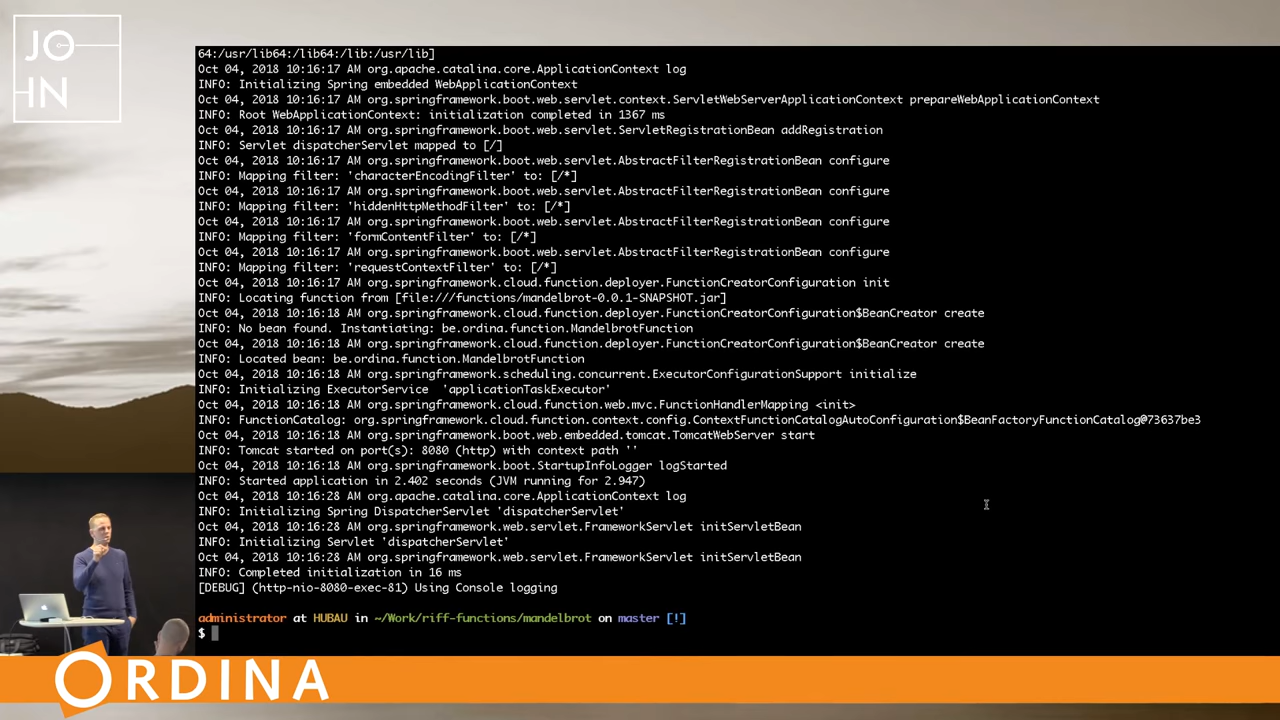 JO
IN
64:/usr/lib64:/lib64:/lib:/usr/lib]
Oct 04, 2018 10:16:17 AM org.apache.catalina.core.ApplicationContext log
INFO: Initializing Spring embedded WebApplicationContext
Oct 04, 2018 10:16:17 AM org.springframework.boot.web.servlet.context.ServletWebServerApplicationContext prepareWebApplicationContext
INFO: Root WebApplicationContext: initialization completed in 1367 ms
Oct 04, 2018 10:16:17 AM org.springframework.boot.web.servlet.ServletRegistrationBean addRegistration
INFO: Servlet dispatcherServlet mapped to [/]
Oct 04, 2018 10:16:17 AM org.springframework.boot.web.servlet.AbstractFilterRegistrationBean configure
INFO: Mapping filter: 'characterEncodingFilter' to: [/*]
Oct 04, 2018 10:16:17 AM org.springframework.boot.web.servlet.AbstractFilterRegistrationBean configure
INFO: Mapping filter: 'hiddenHttpMethodFilter' to: [/*]
Oct 04, 2018 10:16:17 AM org.springframework.boot.web.servlet.AbstractFilterRegistrationBean configure
INFO: Mapping filter: 'formContentFilter' to: [/*]
Oct 04, 2018 10:16:17 AM org.springframework.boot.web.servlet.AbstractFilterRegistrationBean configure
INFO: Mapping filter: 'requestContextFilter' to: [/*]
Oct 04, 2018 10:16:17 AM org.springframework.cloud.function.deployer.FunctionCreatorConfiguration init
INFO: Locating function from [file:///functions/mandelbrot-0.0.1-SNAPSHOT.jar]
Oct 04, 2018 10:16:18 AM org.springframework.cloud.function.deployer.FunctionCreatorConfiguration$BeanCreator create
INFO: No bean found. Instantiating: be.ordina.function.MandelbrotFunction
Oct 04, 2018 10:16:18 AM org.springframework.cloud.function.deployer.FunctionCreatorConfiguration$BeanCreator create
INFO: Located bean: be.ordina.function.MandelbrotFunction
Oct 04, 2018 10:16:18 AM org.springframework.scheduling.concurrent.ExecutorConfigurationSupport initialize
INFO: Initializing ExecutorService  'applicationTaskExecutor'
Oct 04, 2018 10:16:18 AM org.springframework.cloud.function.web.mvc.FunctionHandlerMapping <init>
INFO: FunctionCatalog: org.springframework.cloud.function.context.config.ContextFunctionCatalogAutoConfiguration$BeanFactoryFunctionCatalog@73637be3
Oct 04, 2018 10:16:18 AM org.springframework.boot.web.embedded.tomcat.TomcatWebServer start
INFO: Tomcat started on port(s): 8080 (http) with context path ''
Oct 04, 2018 10:16:18 AM org.springframework.boot.StartupInfoLogger logStarted
INFO: Started application in 2.402 seconds (JVM running for 2.947)
Oct 04, 2018 10:16:28 AM org.apache.catalina.core.ApplicationContext log
INFO: Initializing Spring DispatcherServlet 'dispatcherServlet'
Oct 04, 2018 10:16:28 AM org.springframework.web.servlet.FrameworkServlet initServletBean
INFO: Initializing Servlet 'dispatcherServlet'
Oct 04, 2018 10:16:28 AM org.springframework.web.servlet.FrameworkServlet initServletBean
INFO: Completed initialization in 16 ms
[DEBUG] (http-nio-8080-exec-81) Using Console logging
administrator at HUBAU in ~/Work/riff-functions/mandelbrot on master [!]
$
ORDINA